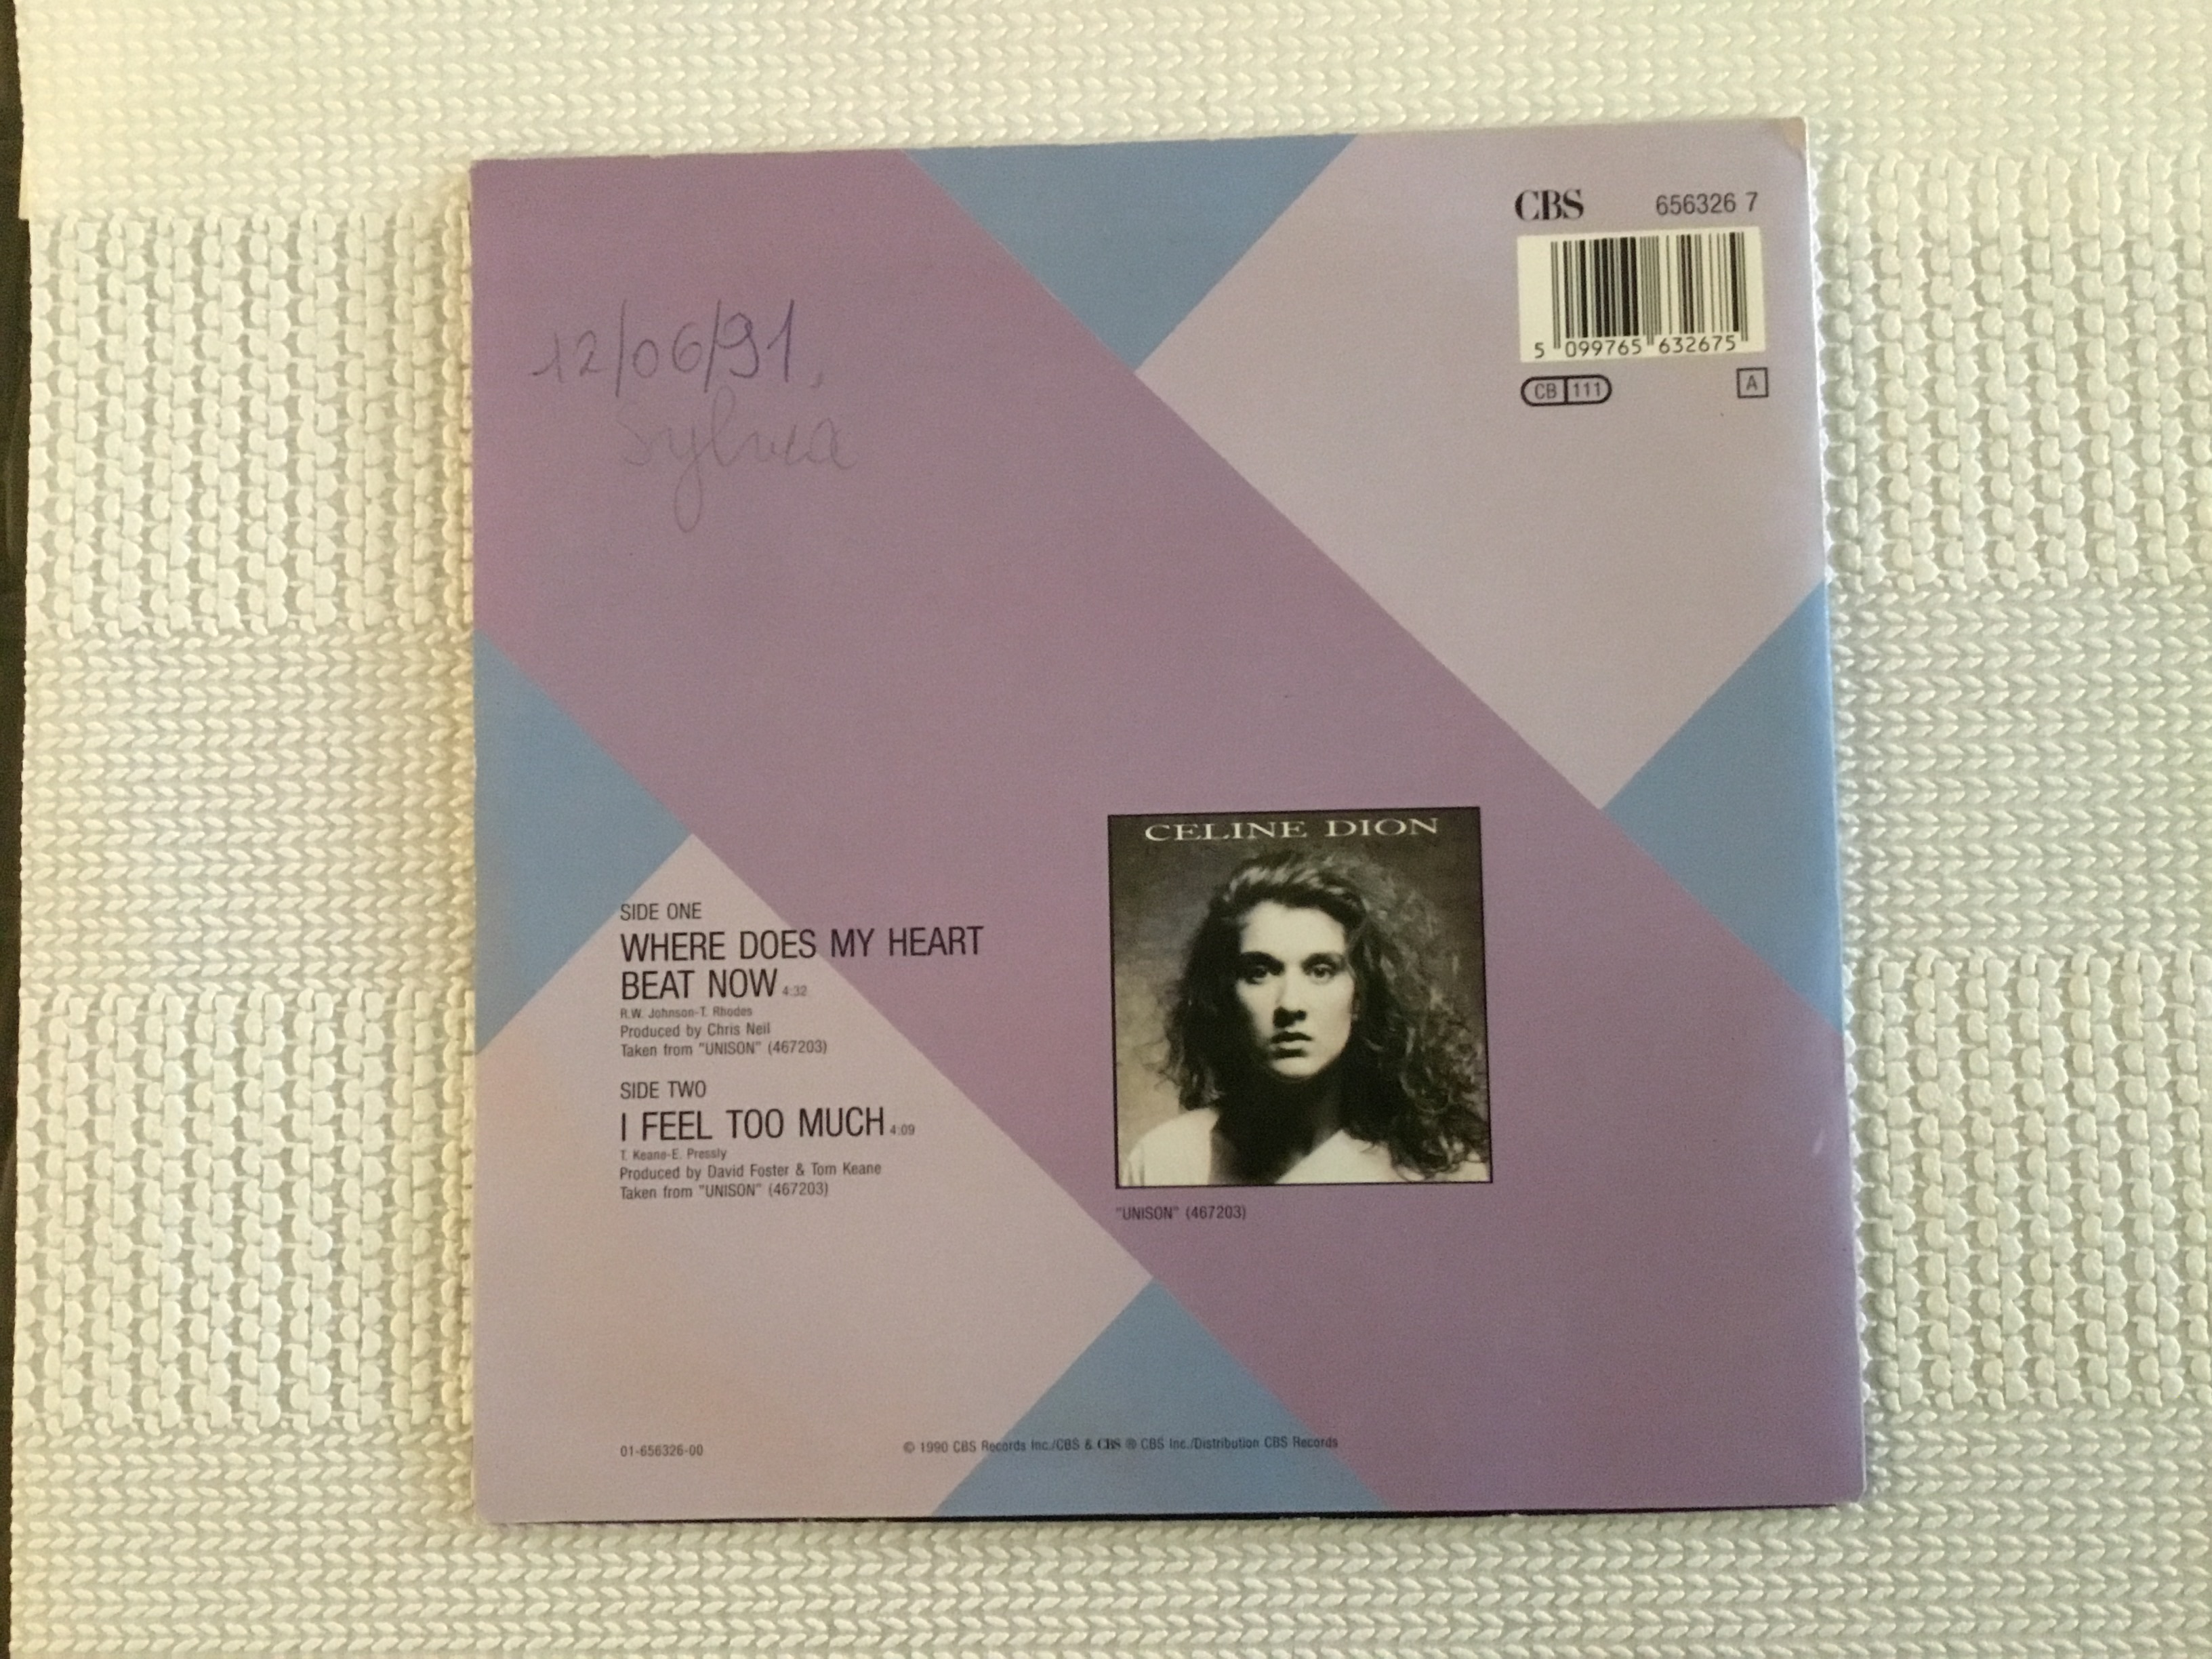 CBS 656326 7
5 099765 632675
CB 111 A
12/06/91,
Sylvia
CELINE DION
"UNISON" (467203)
SIDE ONE
WHERE DOES MY HEART
BEAT NOW 4:32
R.W. Johnson-T. Rhodes
Produced by Chris Neil
Taken from "UNISON" (467203)
SIDE TWO
I FEEL TOO MUCH 4:09
T. Keane-E. Pressly
Produced by David Foster & Tom Keane
Taken from "UNISON" (467203)
01-656326-00
© 1990 CBS Records Inc./CBS & CBS ® CBS Inc./Distribution CBS Records